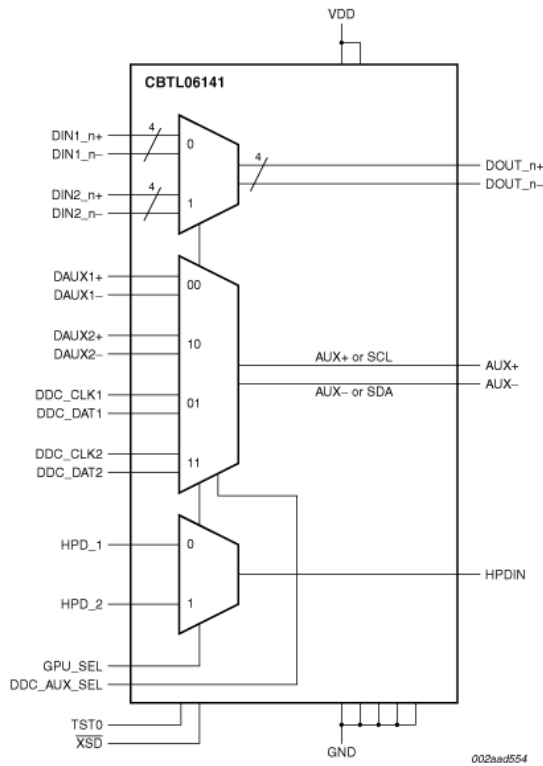 VDD
CBTL06141
DIN1_n+
4
0
DIN1_n−
4
DOUT_n+
DOUT_n−
DIN2_n+
4
DIN2_n−
1
DAUX1+
00
DAUX1−
DAUX2+
10
DAUX2−
AUX+ or SCL
AUX+
AUX− or SDA
AUX−
DDC_CLK1
01
DDC_DAT1
DDC_CLK2
11
DDC_DAT2
HPD_1
0
HPDIN
HPD_2
1
GPU_SEL
DDC_AUX_SEL
TST0
XSD
GND
002aad554